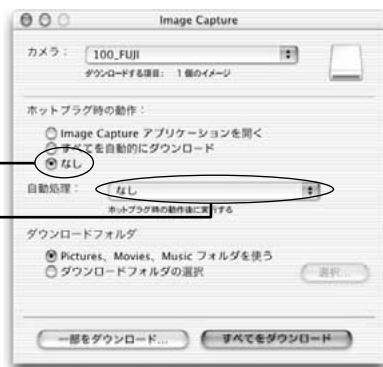 Image Capture
カメラ： 100_FUJI
ダウンロードする項目： 1 個のイメージ
ホットプラグ時の動作：
Image Capture アプリケーションを開く
すべてを自動的にダウンロード
なし
自動処理： なし
ホットプラグ時の動作後に実行する
ダウンロードフォルダ
Pictures、Movies、Music フォルダを使う
ダウンロードフォルダの選択 選択...
一部をダウンロード... すべてをダウンロード